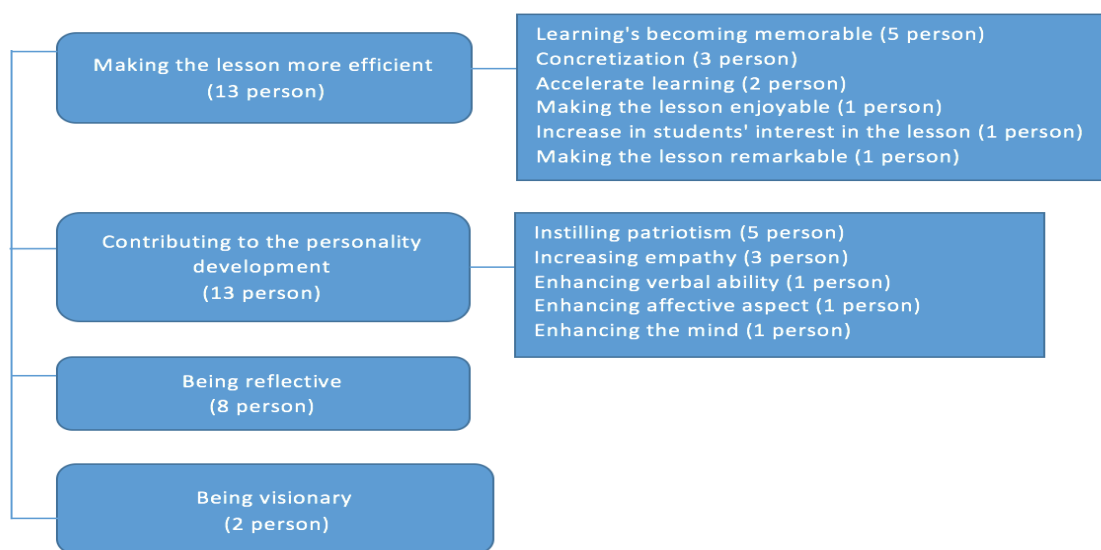 Making the lesson more efficient
(13 person)
Learning's becoming memorable (5 person)
Concretization (3 person)
Accelerate learning (2 person)
Making the lesson enjoyable (1 person)
Increase in students' interest in the lesson (1 person)
Making the lesson remarkable (1 person)
Contributing to the personality
development
(13 person)
Instilling patriotism (5 person)
Increasing empathy (3 person)
Enhancing verbal ability (1 person)
Enhancing affective aspect (1 person)
Enhancing the mind (1 person)
Being reflective
(8 person)
Being visionary
(2 person)